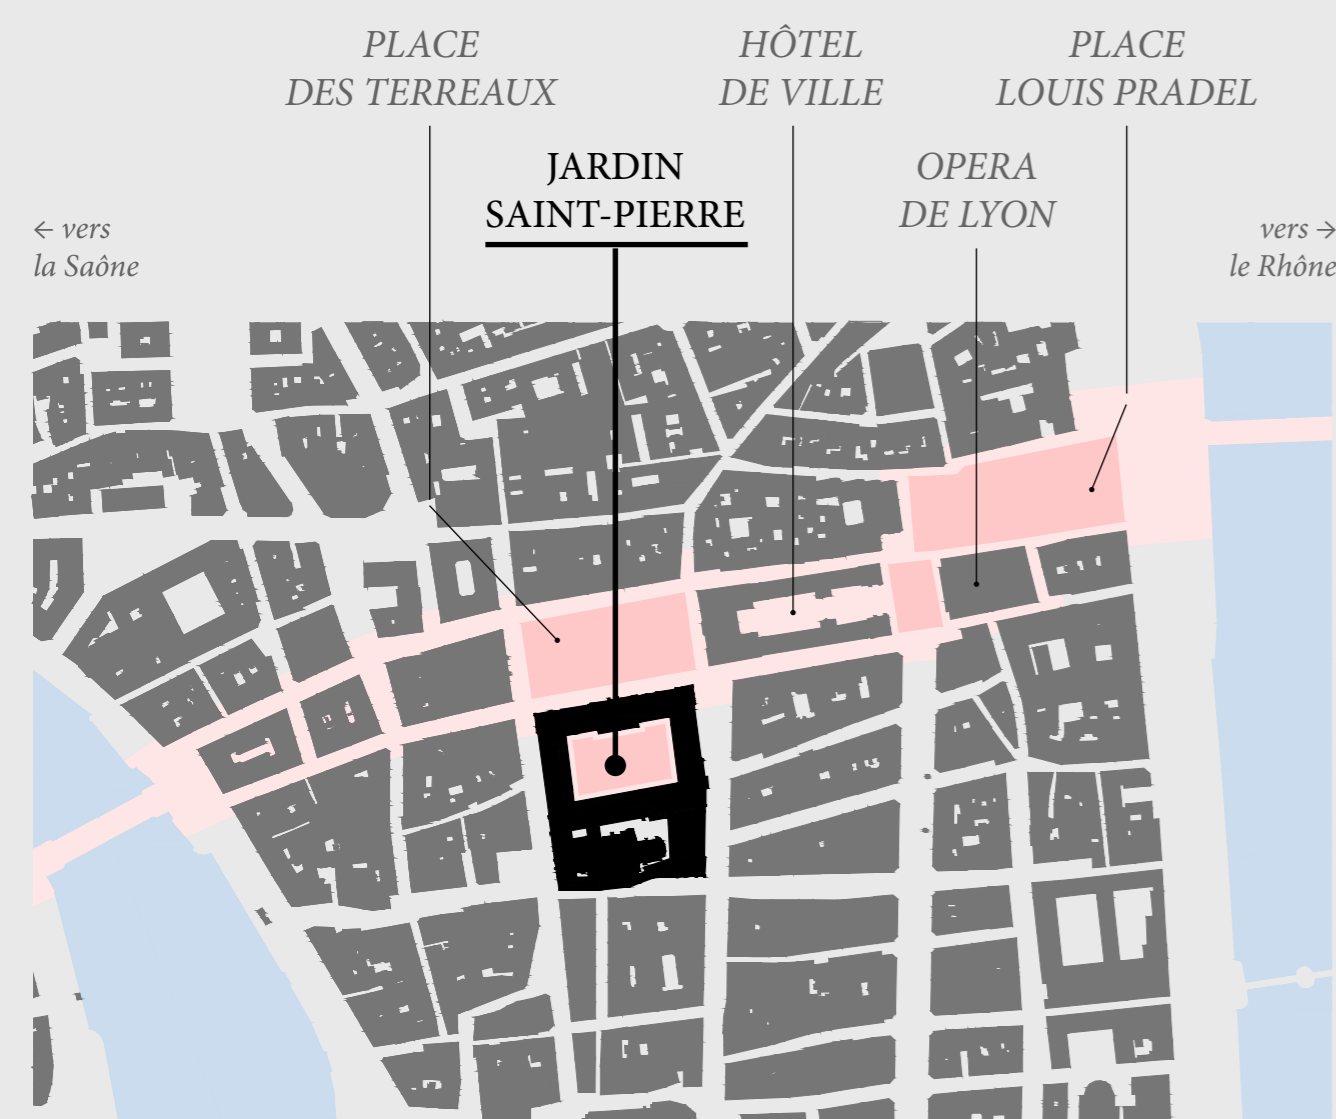 PLACE
DES TERREAUX
HÔTEL
DE VILLE
PLACE
LOUIS PRADEL
JARDIN
SAINT-PIERRE
OPERA
DE LYON
← vers
la Saône
vers →
le Rhône